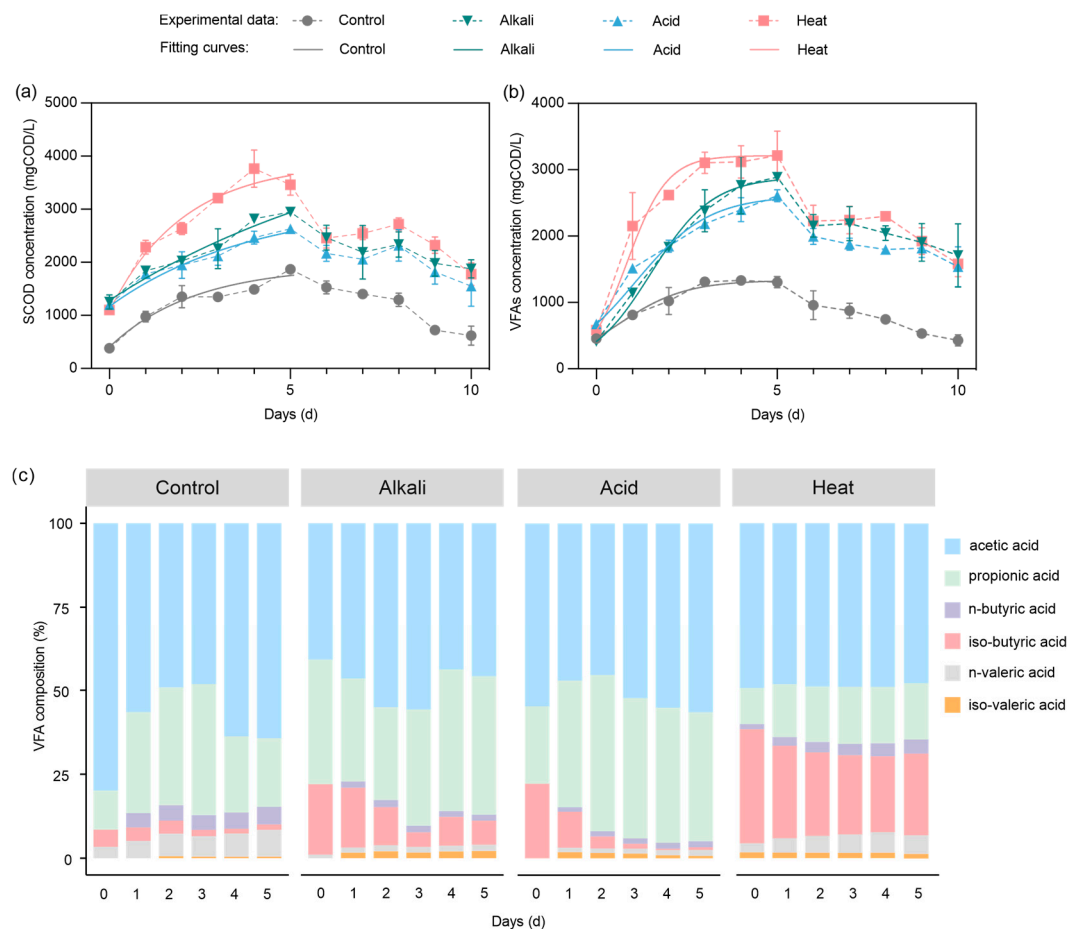 Experimental data: Control Alkali Acid Heat
Fitting curves: Control Alkali Acid Heat
(a)
SCOD concentration (mgCOD/L)
5000
4000
3000
2000
1000
0
0 5 10
Days (d)
(b)
VFAs concentration (mgCOD/L)
4000
3000
2000
1000
0
0 5 10
Days (d)
(c)
Control Alkali Acid Heat
VFA composition (%)
100
75
50
25
0
0 1 2 3 4 5 0 1 2 3 4 5 0 1 2 3 4 5 0 1 2 3 4 5
Days (d)
acetic acid
propionic acid
n-butyric acid
iso-butyric acid
n-valeric acid
iso-valeric acid